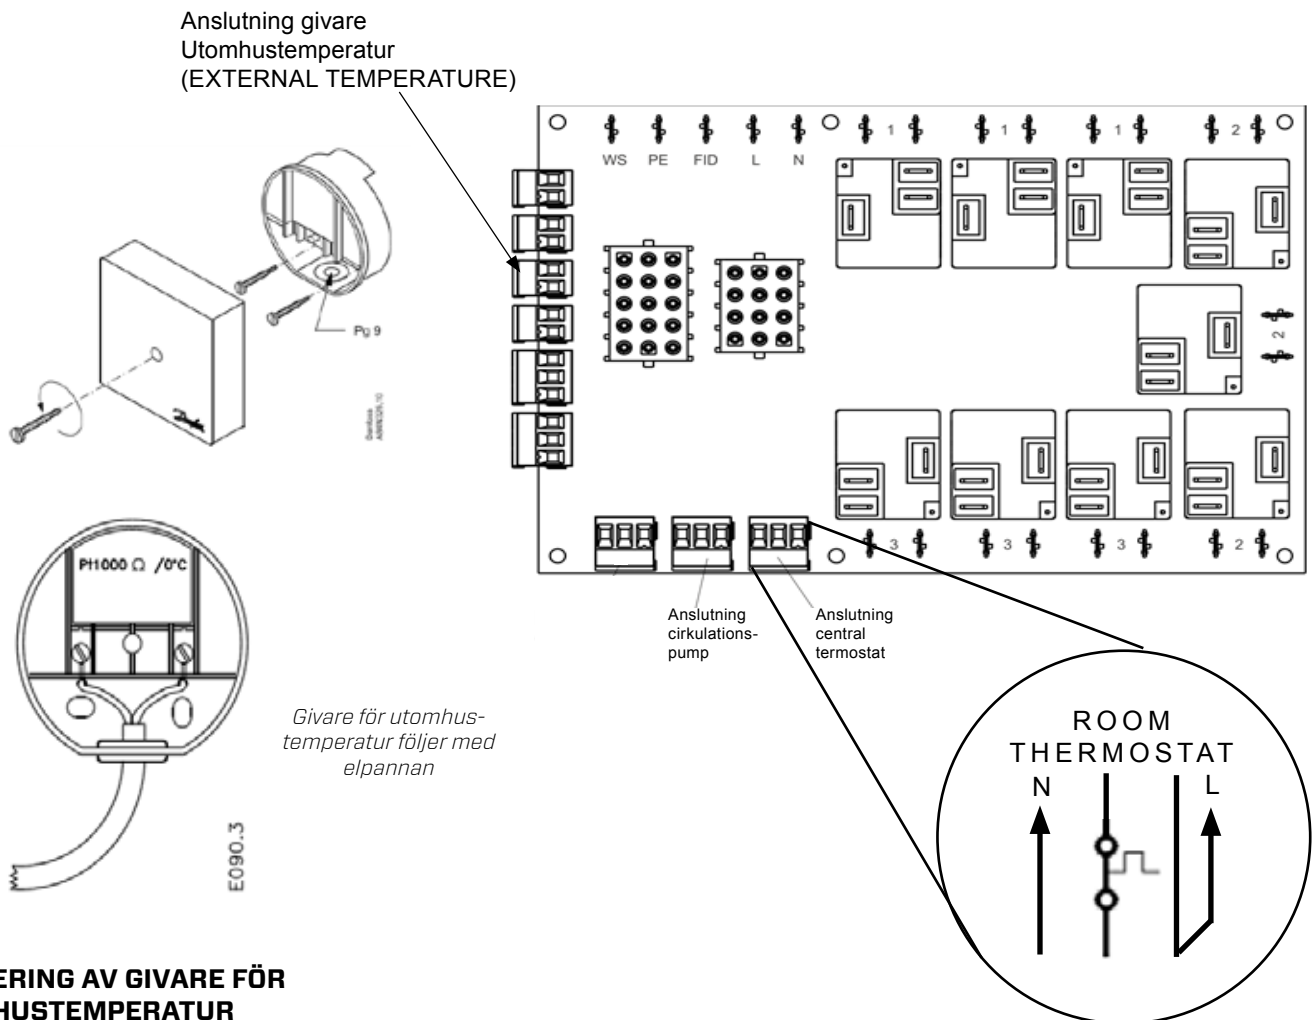 Anslutning givare
Utomhustemperatur
(EXTERNAL TEMPERATURE)
WS PE FID L N
1 1 1 2
Pg 9
Danfoss
2
3 3 3 2
Pt1000 Ω /0°C
Anslutning
cirkulations-
pump
Anslutning
central
termostat
Givare för utomhus-
temperatur följer med
elpannan
E090.3
ROOM
THERMOSTAT
N L
ERING AV GIVARE FÖR
HUSTEMPERATUR